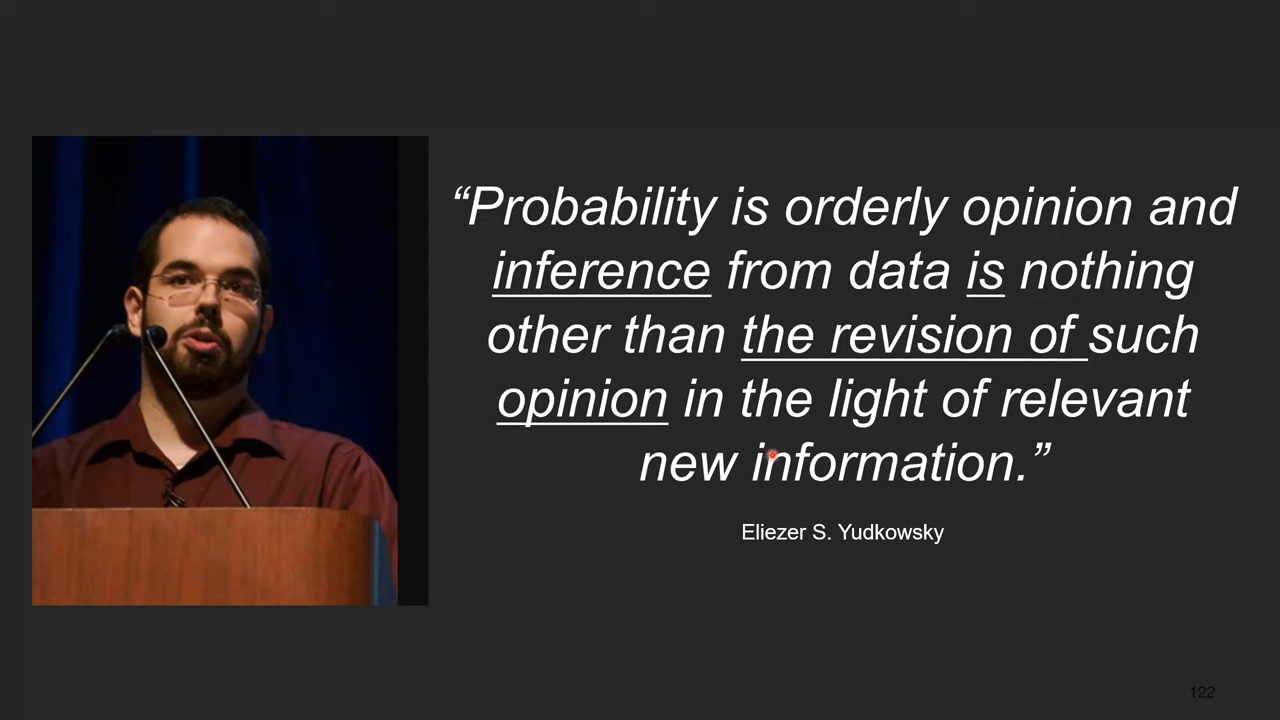 “Probability is orderly opinion and
inference from data is nothing
other than the revision of such
opinion in the light of relevant
new information.”
Eliezer S. Yudkowsky
122